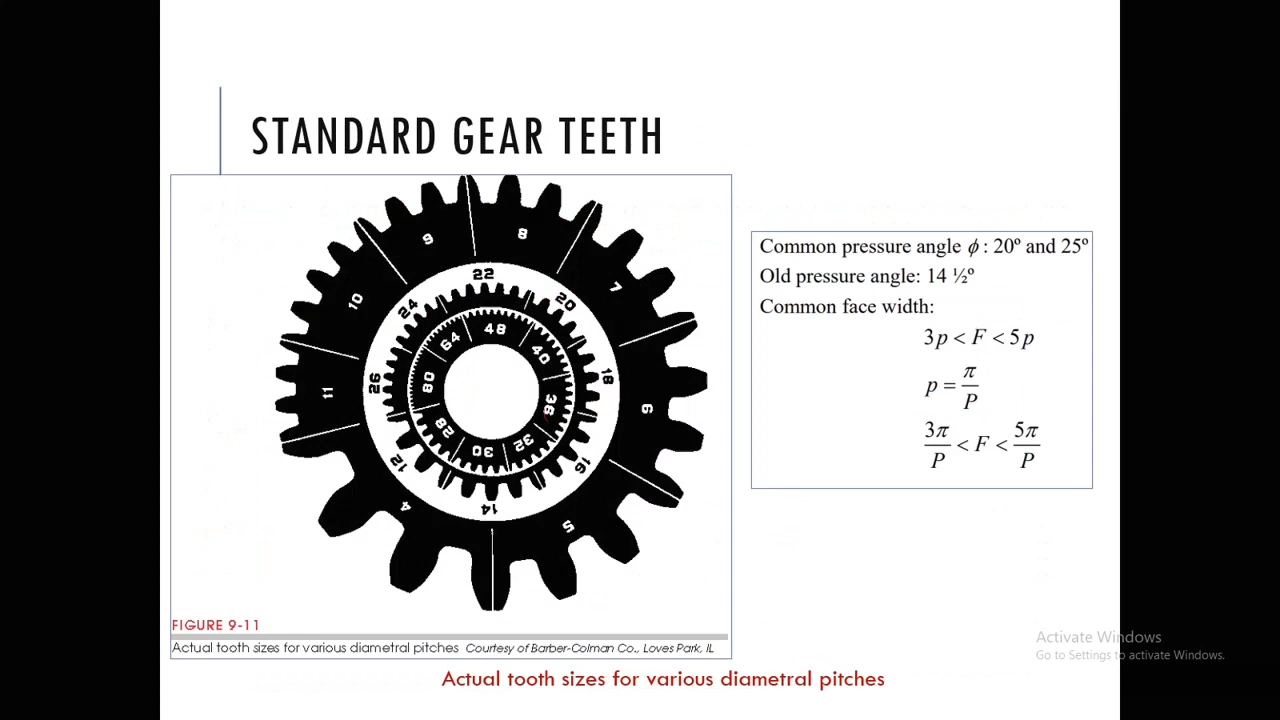 STANDARD GEAR TEETH
9
8
7
6
5
4
11
10
22
20
18
16
14
12
26
24
48
40
36
32
30
28
80
64
FIGURE 9-11
Actual tooth sizes for various diametral pitches Courtesy of Barber-Colman Co., Loves Park, IL
Common pressure angle ϕ : 20º and 25º
Old pressure angle: 14 ½º
Common face width:
3p < F < 5p
p = π/P
3π/P < F < 5π/P
Actual tooth sizes for various diametral pitches
Activate Windows
Go to Settings to activate Windows.